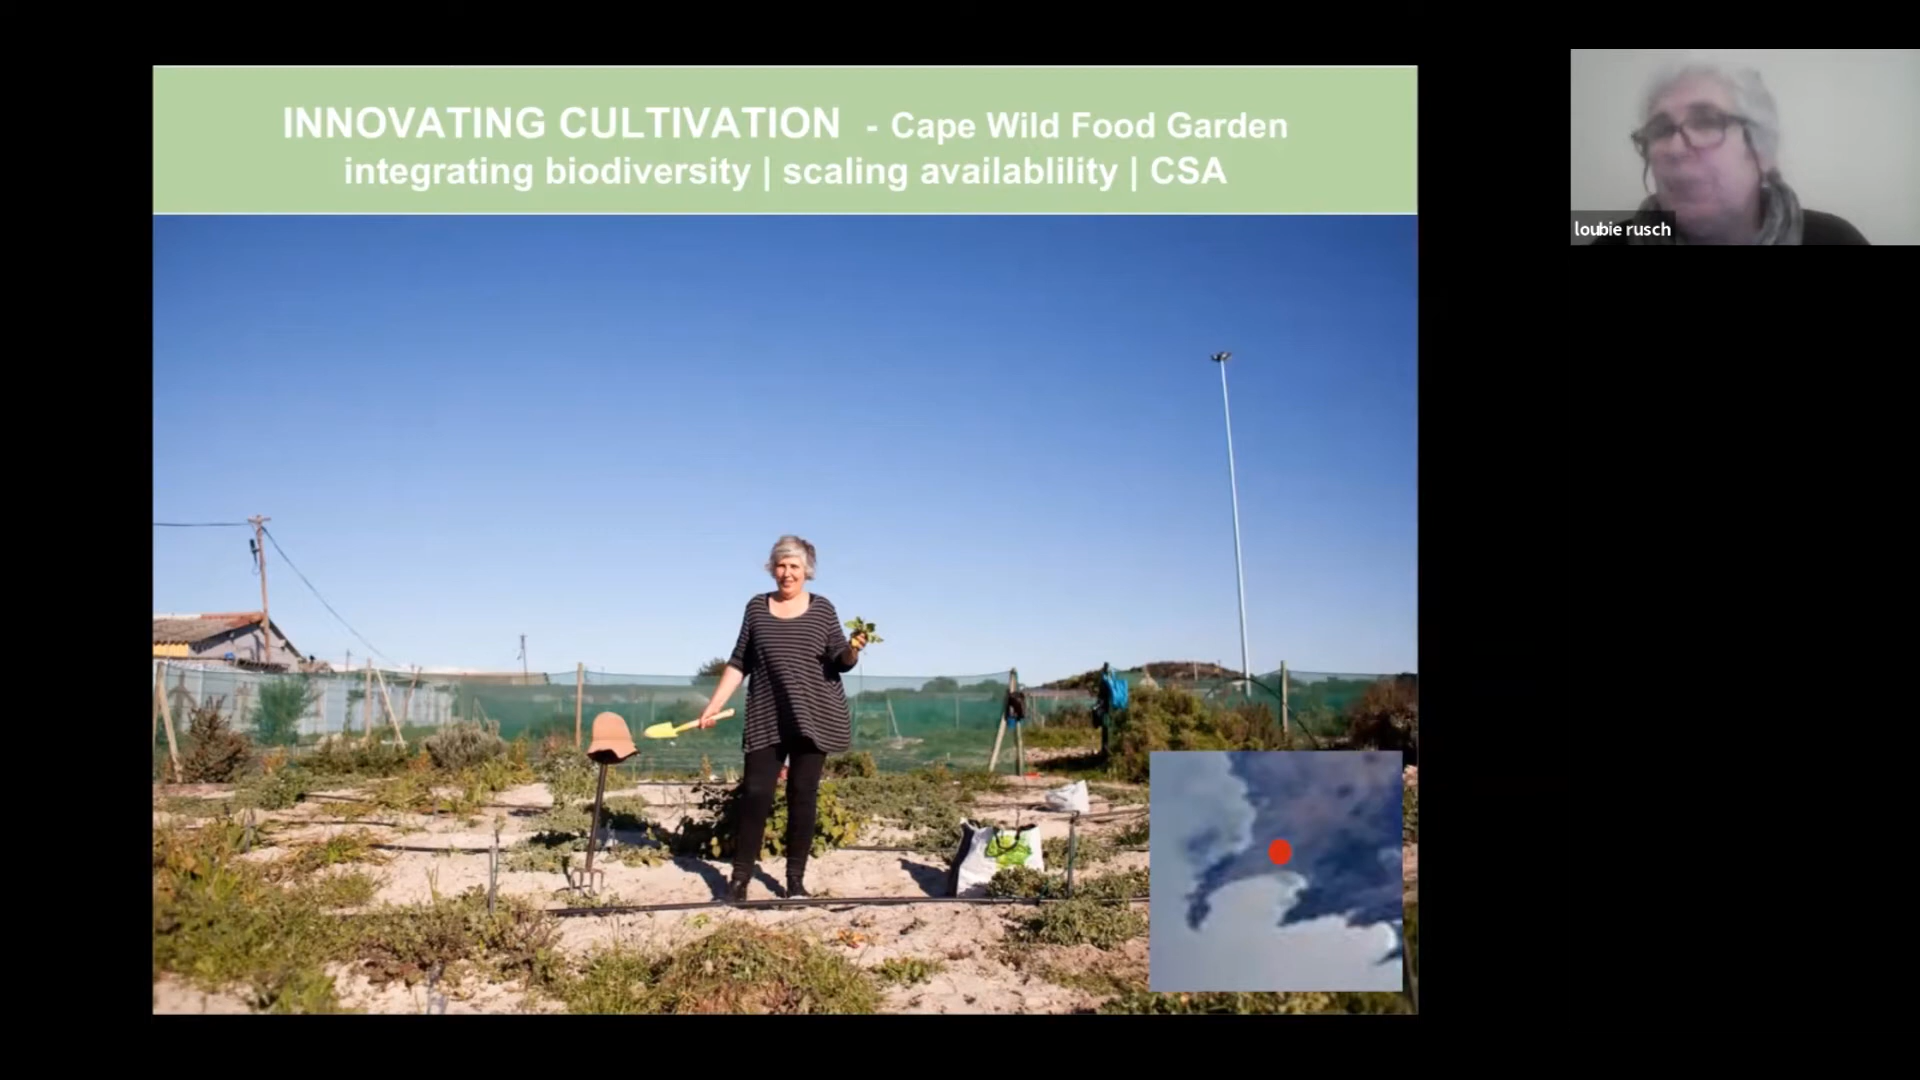 INNOVATING CULTIVATION - Cape Wild Food Garden
integrating biodiversity | scaling availablility | CSA
loubie rusch